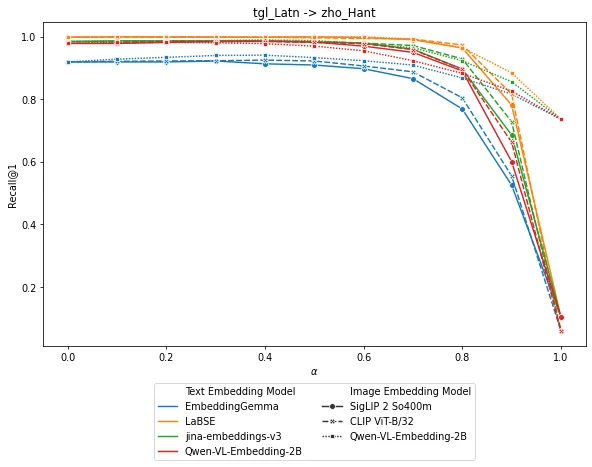 tgl_Latn -> zho_Hant
Recall@1
1.0
0.8
0.6
0.4
0.2
0.0 0.2 0.4 0.6 0.8 1.0
α
Text Embedding Model Image Embedding Model
EmbeddingGemma SigLIP 2 So400m
LaBSE CLIP ViT-B/32
jina-embeddings-v3 Qwen-VL-Embedding-2B
Qwen-VL-Embedding-2B